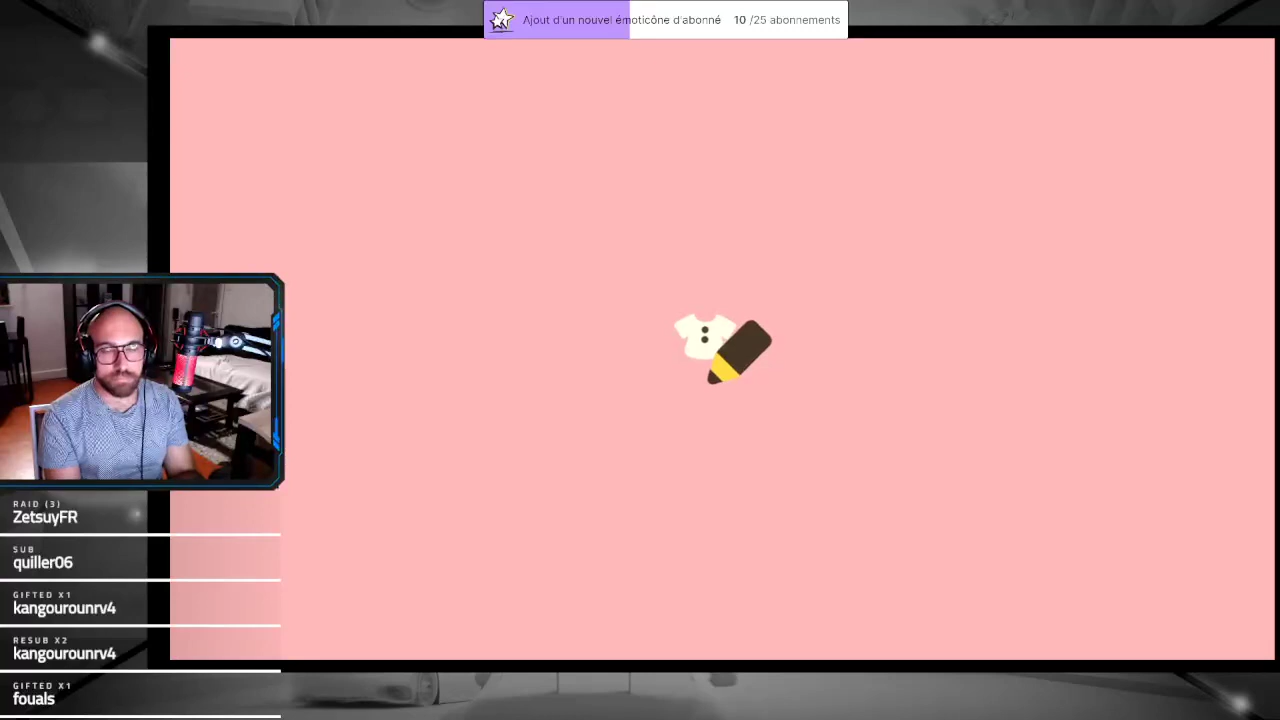 Ajout d'un nouvel émoticône d'abonné 10 /25 abonnements
RAID (3)
ZetsuyFR
SUB
quiller06
GIFTED X1
kangourounrv4
RESUB X2
kangourounrv4
GIFTED X1
fouals